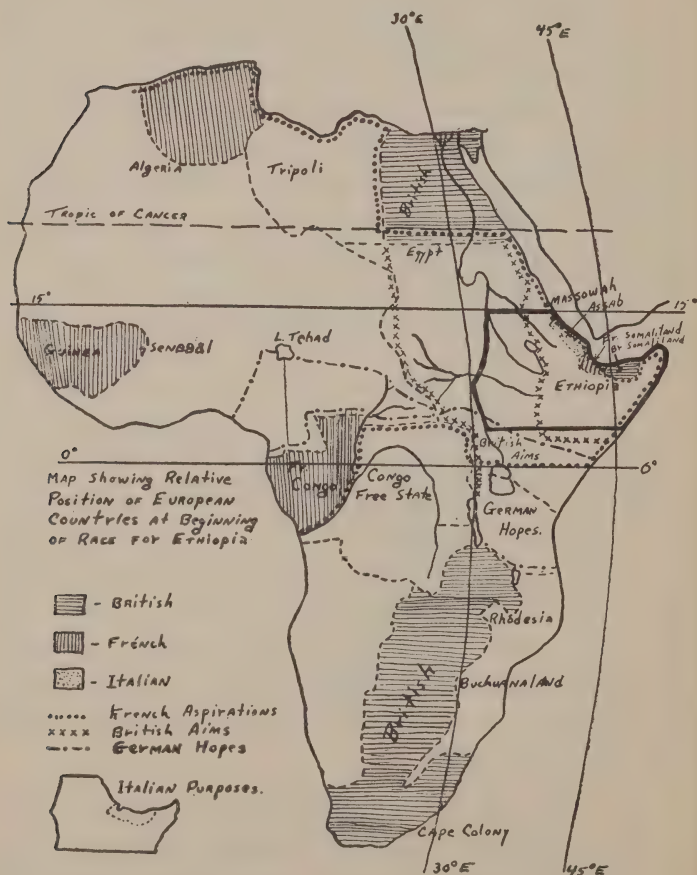 30°E
45°E
Algeria
Tripoli
British
Tropic of Cancer
Egypt
15°
15°
Massowah
Assab
Fr. Somaliland
Br Somaliland
Guinea
Senegal
L. Tchad
Ethiopia
British
Aims
0°
0°
Fr.
Congo
Congo
Free State
German
Hopes.
Map Showing Relative
Position of European
Countries at Beginning
of Race for Ethiopia
Rhodesia
- British
- French
- Italian
Buchuanaland
British
French Aspirations
British Aims
German Hopes
Italian Purposes.
Cape Colony
30°E
45°E